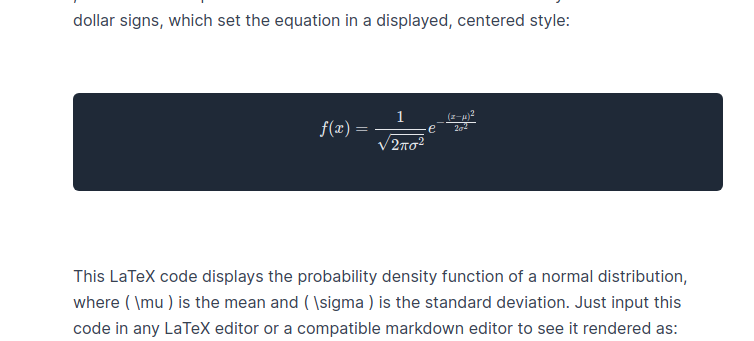 dollar signs, which set the equation in a displayed, centered style:
f(x) = \frac{1}{\sqrt{2\pi\sigma^2}} e^{-\frac{(x-\mu)^2}{2\sigma^2}}
This LaTeX code displays the probability density function of a normal distribution,
where ( \mu ) is the mean and ( \sigma ) is the standard deviation. Just input this
code in any LaTeX editor or a compatible markdown editor to see it rendered as: